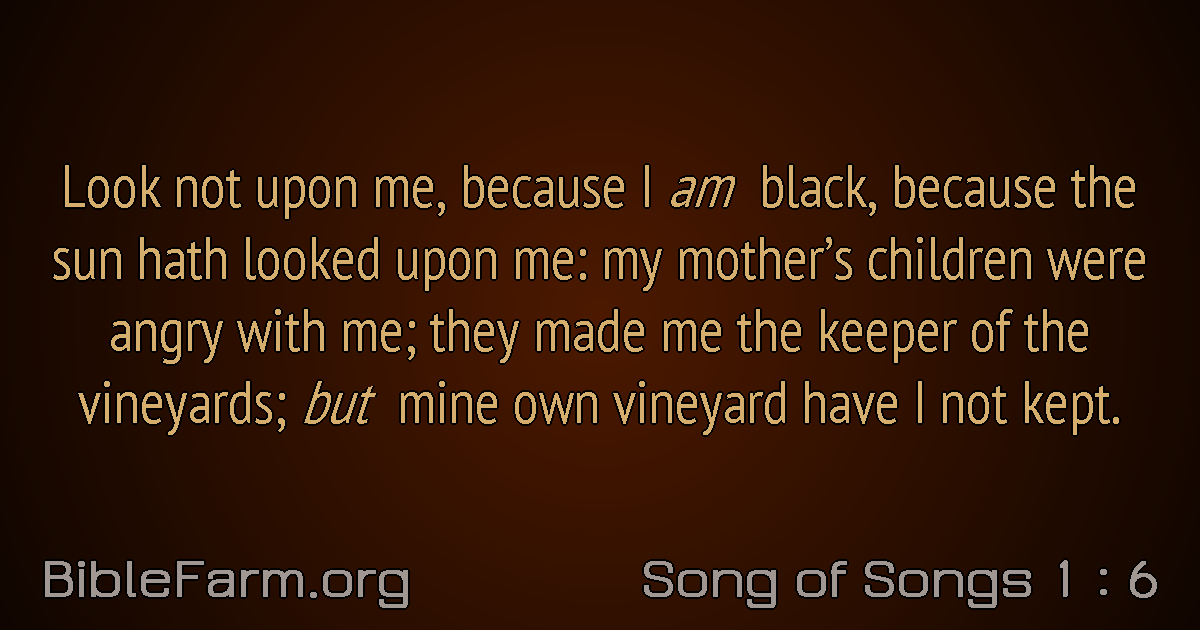 Look not upon me, because I am black, because the
sun hath looked upon me: my mother’s children were
angry with me; they made me the keeper of the
vineyards; but mine own vineyard have I not kept.
BibleFarm.org
Song of Songs 1 : 6